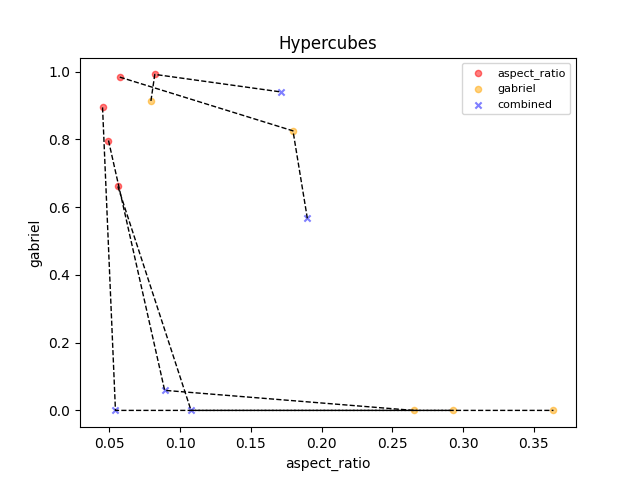 Hypercubes
1.0
0.8
0.6
0.4
0.2
0.0
gabriel
aspect_ratio
gabriel
combined
0.05 0.10 0.15 0.20 0.25 0.30 0.35
aspect_ratio